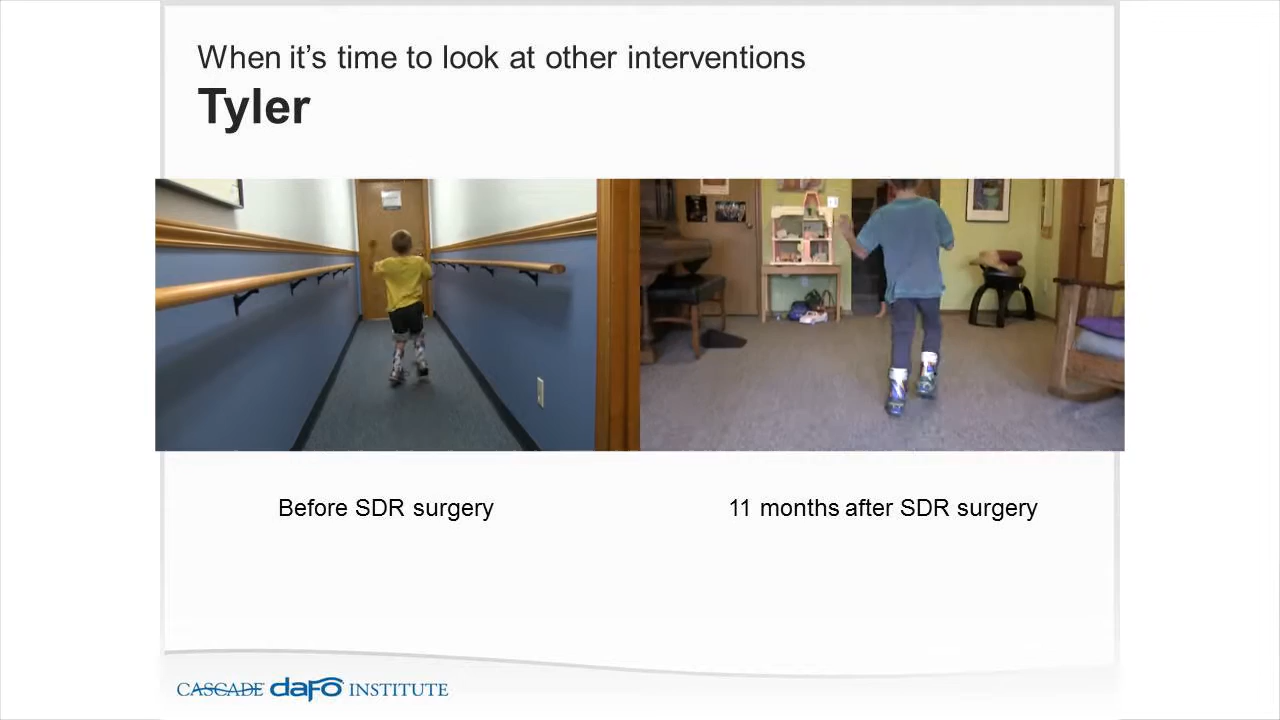 When it's time to look at other interventions
Tyler
Before SDR surgery
11 months after SDR surgery
CASCADE dafo INSTITUTE